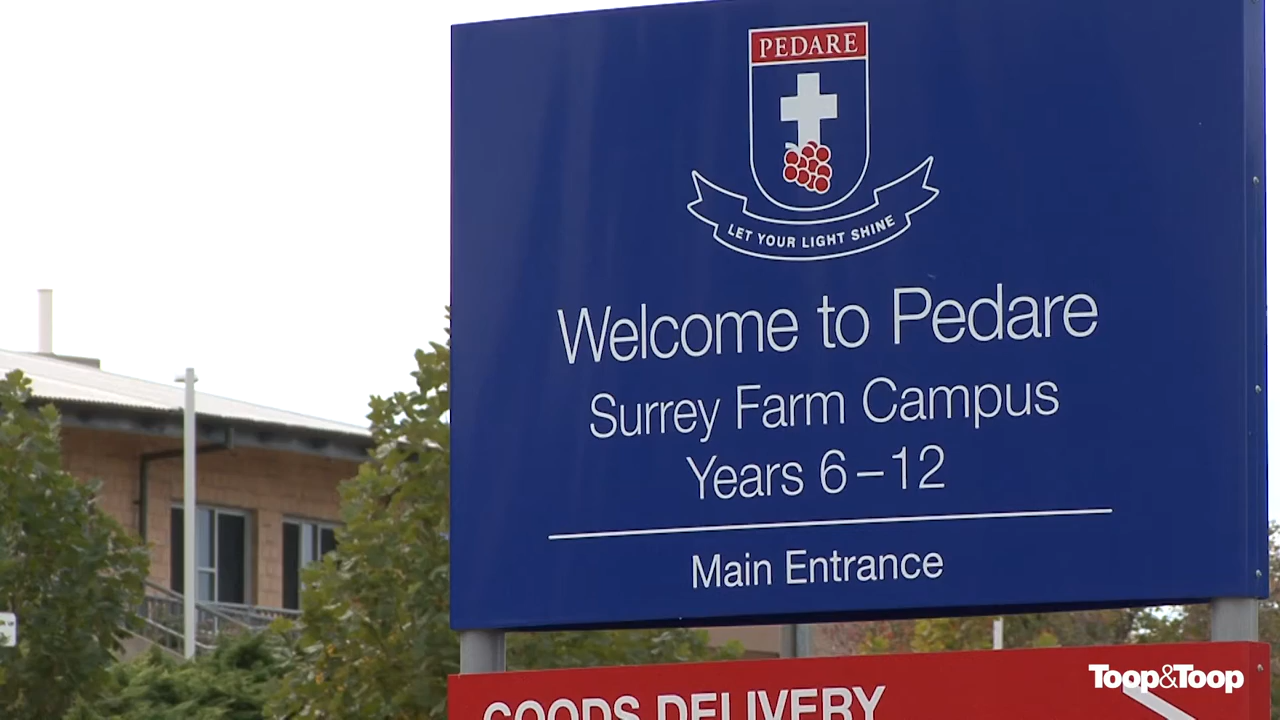 PEDARE
LET YOUR LIGHT SHINE
Welcome to Pedare
Surrey Farm Campus
Years 6–12
Main Entrance
GOODS DELIVERY
Toop&Toop